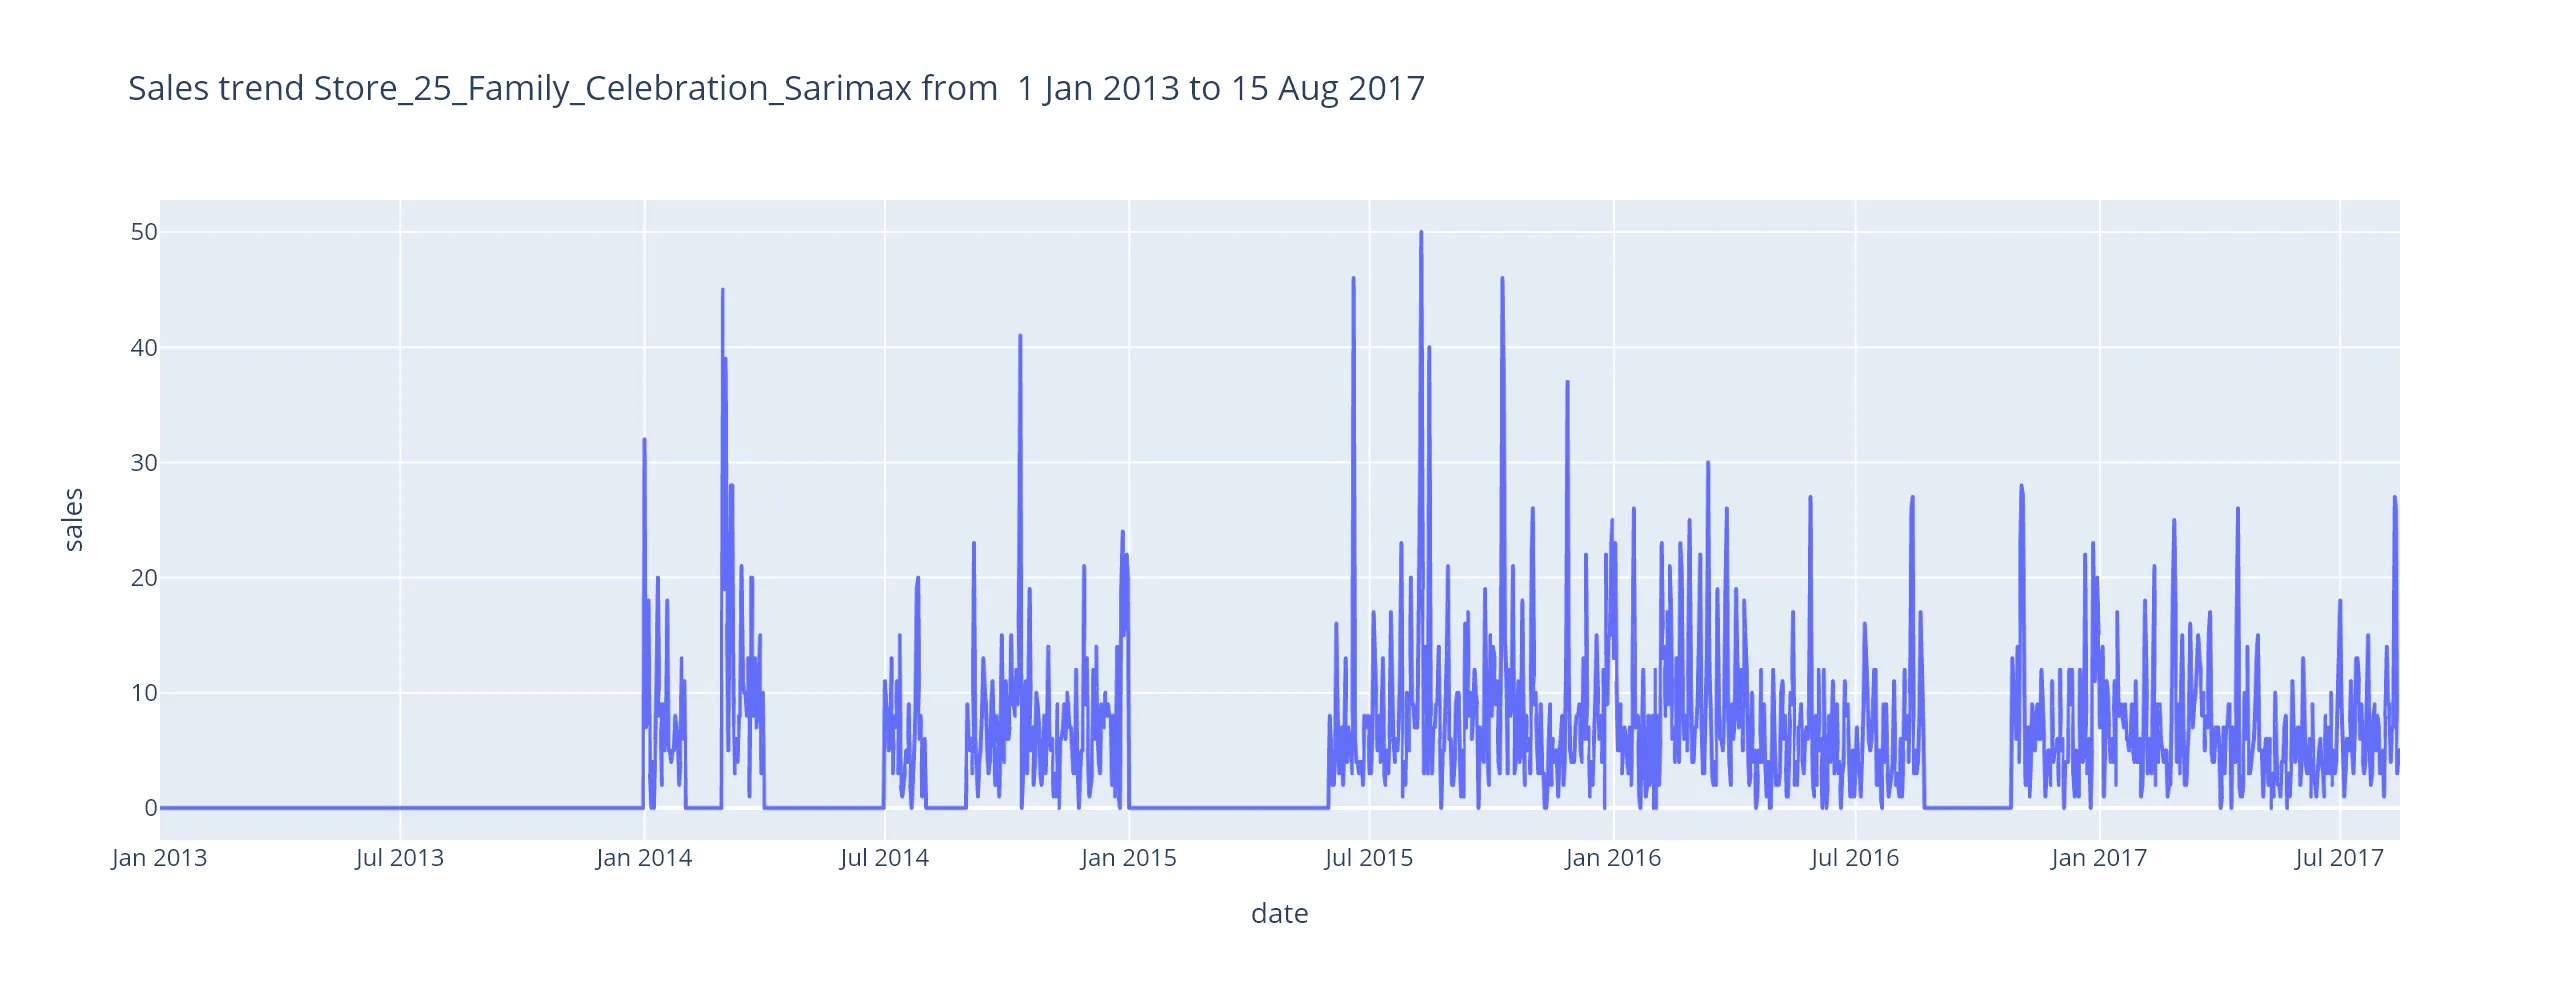 Sales trend Store_25_Family_Celebration_Sarimax from  1 Jan 2013 to 15 Aug 2017
50
40
30
20
10
0
sales
Jan 2013 Jul 2013 Jan 2014 Jul 2014 Jan 2015 Jul 2015 Jan 2016 Jul 2016 Jan 2017 Jul 2017
date